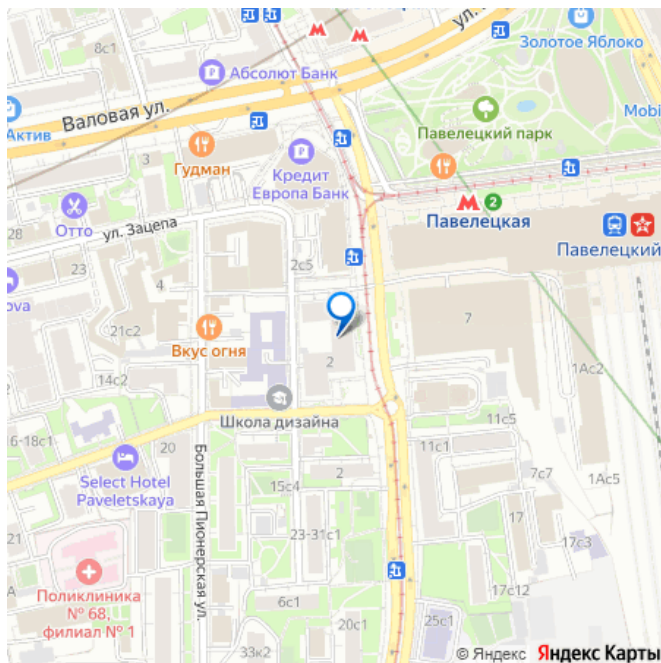 8с1
ул.
Золотое Яблоко
Абсолют Банк
Валовая ул.
Актив
Павелецкий парк
Mobi
3
4
Гудман
Кредит
Европа Банк
2
Павелецкая
Павелецкий
Отто
ул. Зацепа
28
23
2с5
ova
21с2
7
Вкус огня
2
1Ас2
14с2
Школа дизайна
6-18с1
20
11с5
11с1
Select Hotel
Paveletskaya
2
15с4
7с7
1Ас5
Большая Пионерская ул.
23-31с1
17
21
17с3
Поликлиника
№ 68,
филиал № 1
6с1
17с12
20с1
25с1
33к2
© Яндекс Яндекс Карты